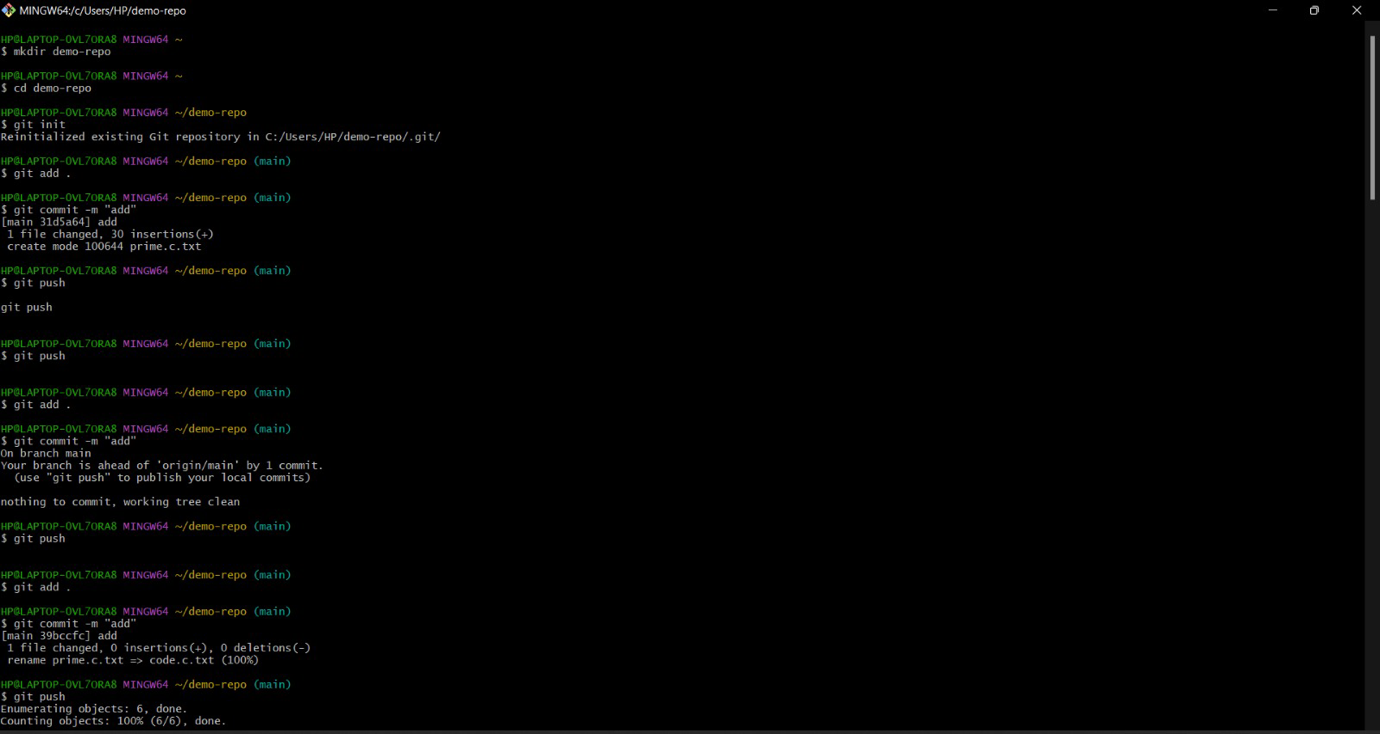 MINGW64:/c/Users/HP/demo-repo
HP@LAPTOP-0VL7ORA8 MINGW64 ~
$ mkdir demo-repo
HP@LAPTOP-0VL7ORA8 MINGW64 ~
$ cd demo-repo
HP@LAPTOP-0VL7ORA8 MINGW64 ~/demo-repo
$ git init
Reinitialized existing Git repository in C:/Users/HP/demo-repo/.git/
HP@LAPTOP-0VL7ORA8 MINGW64 ~/demo-repo (main)
$ git add .
HP@LAPTOP-0VL7ORA8 MINGW64 ~/demo-repo (main)
$ git commit -m "add"
[main 31d5a64] add
1 file changed, 30 insertions(+)
create mode 100644 prime.c.txt
HP@LAPTOP-0VL7ORA8 MINGW64 ~/demo-repo (main)
$ git push
git push
HP@LAPTOP-0VL7ORA8 MINGW64 ~/demo-repo (main)
$ git push
HP@LAPTOP-0VL7ORA8 MINGW64 ~/demo-repo (main)
$ git add .
HP@LAPTOP-0VL7ORA8 MINGW64 ~/demo-repo (main)
$ git commit -m "add"
On branch main
Your branch is ahead of 'origin/main' by 1 commit.
(use "git push" to publish your local commits)
nothing to commit, working tree clean
HP@LAPTOP-0VL7ORA8 MINGW64 ~/demo-repo (main)
$ git push
HP@LAPTOP-0VL7ORA8 MINGW64 ~/demo-repo (main)
$ git add .
HP@LAPTOP-0VL7ORA8 MINGW64 ~/demo-repo (main)
$ git commit -m "add"
[main 39bccfc] add
1 file changed, 0 insertions(+), 0 deletions(-)
rename prime.c.txt => code.c.txt (100%)
HP@LAPTOP-0VL7ORA8 MINGW64 ~/demo-repo (main)
$ git push
Enumerating objects: 6, done.
Counting objects: 100% (6/6), done.